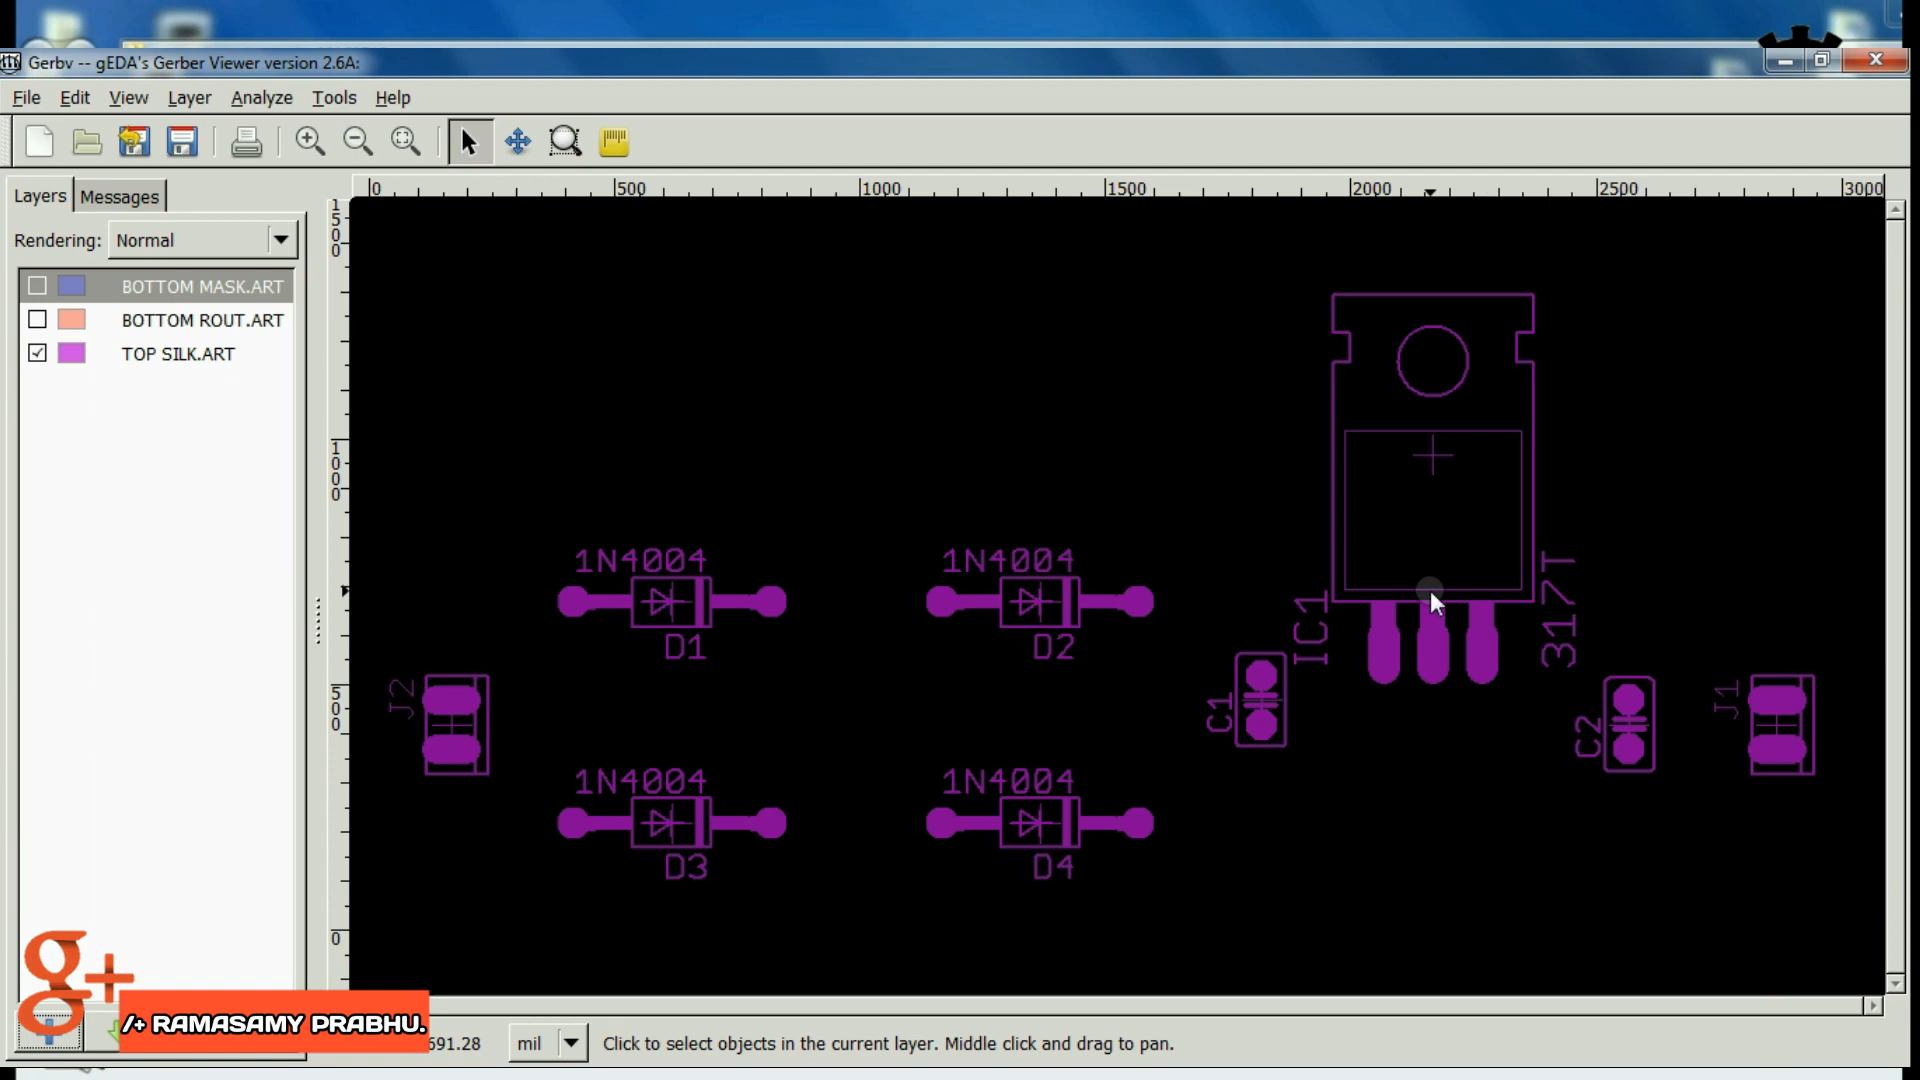 Gerbv -- gEDA's Gerber Viewer version 2.6A:
File Edit View Layer Analyze Tools Help
Layers Messages
Rendering: Normal
BOTTOM MASK.ART
BOTTOM ROUT.ART
TOP SILK.ART
0 500 1000 1500 2000 2500 3000
1500
1000
500
0
1N4004
D1
1N4004
D2
IC1
317T
J2
C1
C2
J1
1N4004
D3
1N4004
D4
g+
/+ RAMASAMY PRABHU.
691.28 mil Click to select objects in the current layer. Middle click and drag to pan.